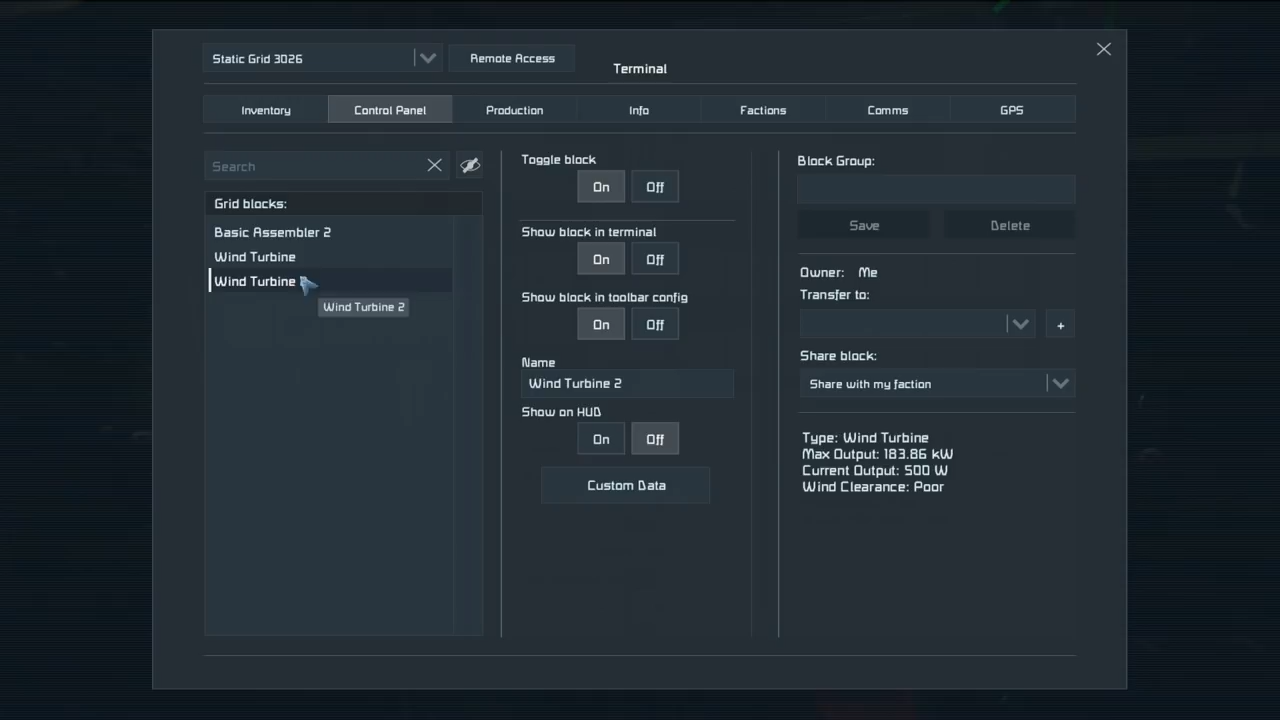 Static Grid 3026
Remote Access
Terminal
Inventory
Control Panel
Production
Info
Factions
Comms
GPS
Search
Grid blocks:
Basic Assembler 2
Wind Turbine
Wind Turbine
Wind Turbine 2
Toggle block
On Off
Show block in terminal
On Off
Show block in toolbar config
On Off
Name
Wind Turbine 2
Show on HUD
On Off
Custom Data
Block Group:
Save Delete
Owner: Me
Transfer to:
+
Share block:
Share with my faction
Type: Wind Turbine
Max Output: 183.86 kW
Current Output: 500 W
Wind Clearance: Poor